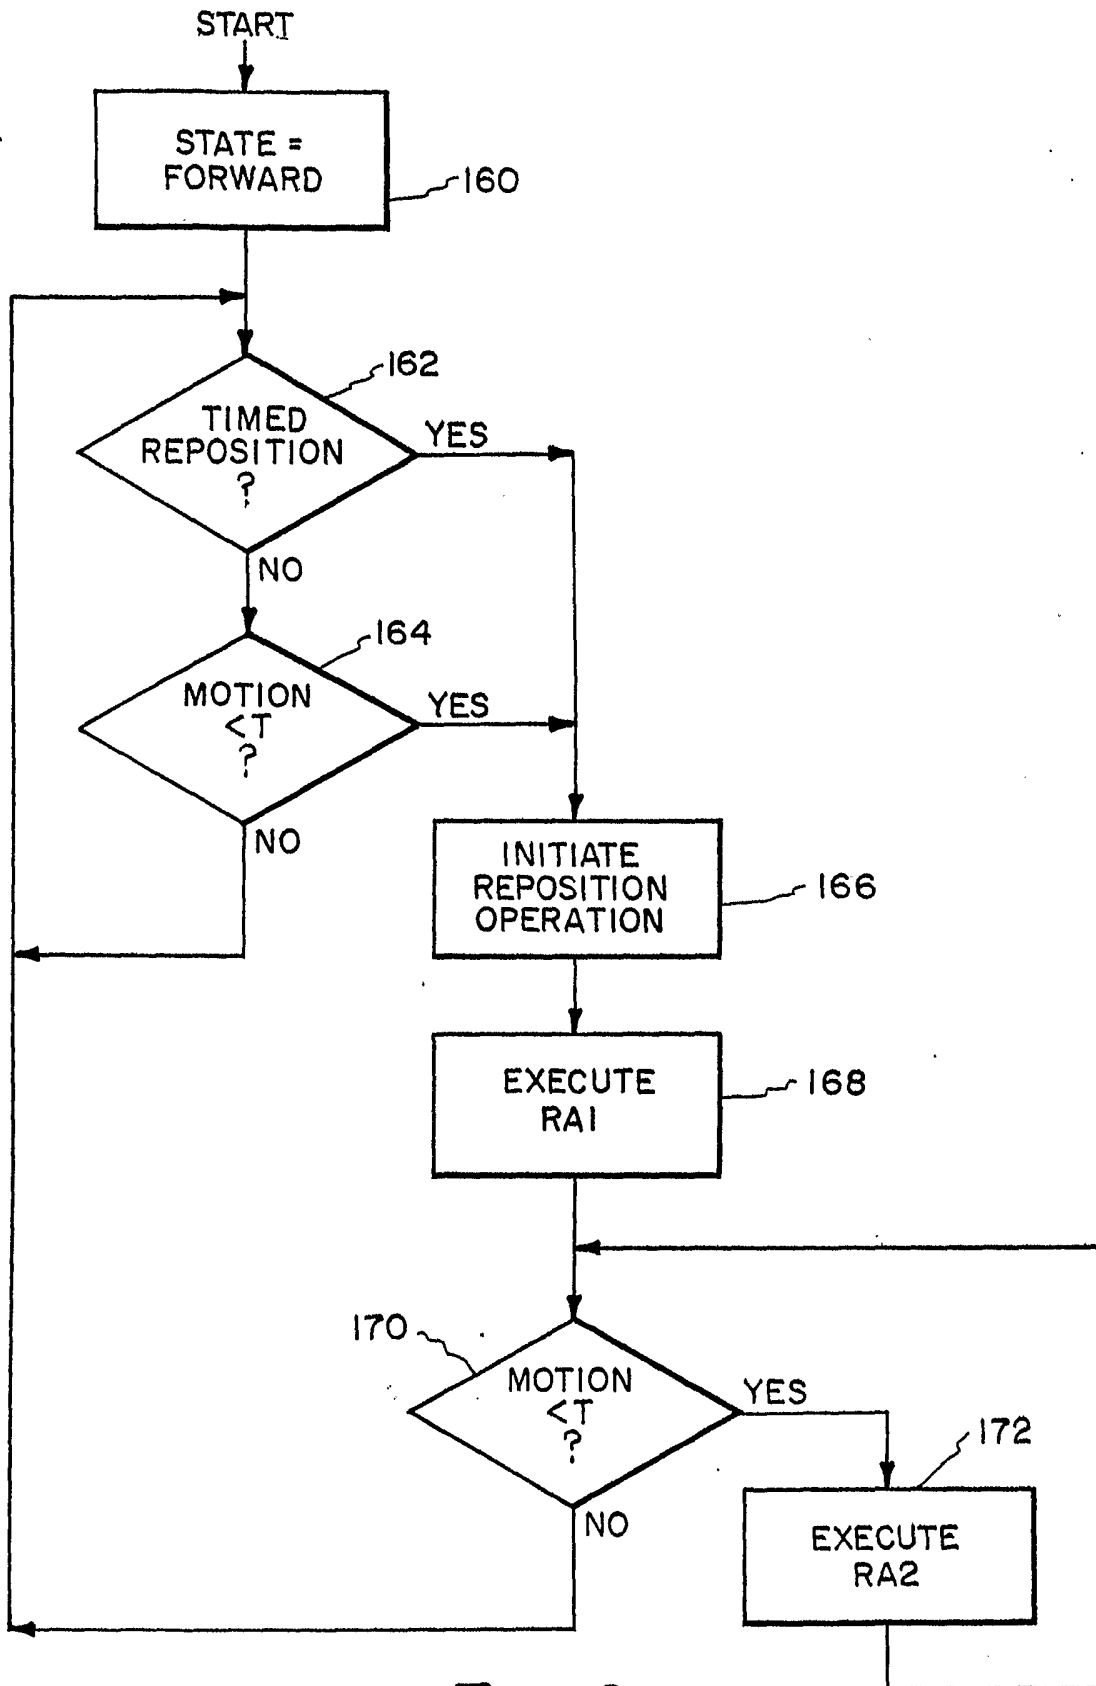 START
STATE =
FORWARD
160
162
TIMED
REPOSITION
?
YES
NO
164
MOTION
<T
?
YES
NO
INITIATE
REPOSITION
OPERATION
166
EXECUTE
RA1
168
170
MOTION
<T
?
YES
NO
172
EXECUTE
RA2